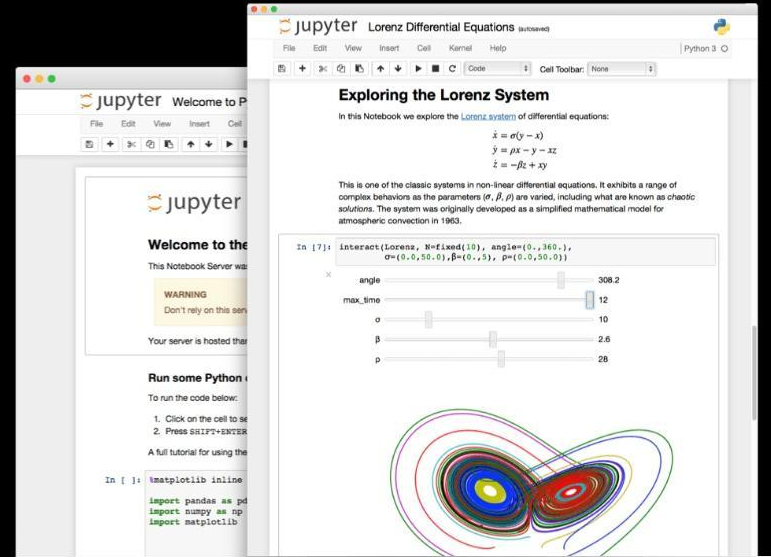 jupyter Lorenz Differential Equations (autosaved)
File Edit View Insert Cell Kernel Help Python 3
Code Cell Toolbar: None
Exploring the Lorenz System
In this Notebook we explore the Lorenz system of differential equations:
ẋ = σ(y − x)
ẏ = ρx − y − xz
ż = −βz + xy
This is one of the classic systems in non-linear differential equations. It exhibits a range of
complex behaviors as the parameters (σ, β, ρ) are varied, including what are known as chaotic
solutions. The system was originally developed as a simplified mathematical model for
atmospheric convection in 1963.
In [7]: interact(Lorenz, N=fixed(10), angle=(0.,360.),
σ=(0.0,50.0),β=(0.,5), ρ=(0.0,50.0))
x
angle 308.2
max_time 12
σ 10
β 2.6
ρ 28
jupyter Welcome to P
File Edit View Insert Cell
jupyter
Welcome to the
This Notebook Server was
WARNING
Don't rely on this serv
Your server is hosted than
Run some Python
To run the code below:
1. Click on the cell to se
2. Press SHIFT+ENTER
A full tutorial for using the
In [ ]: %matplotlib inline
import pandas as pd
import numpy as np
import matplotlib